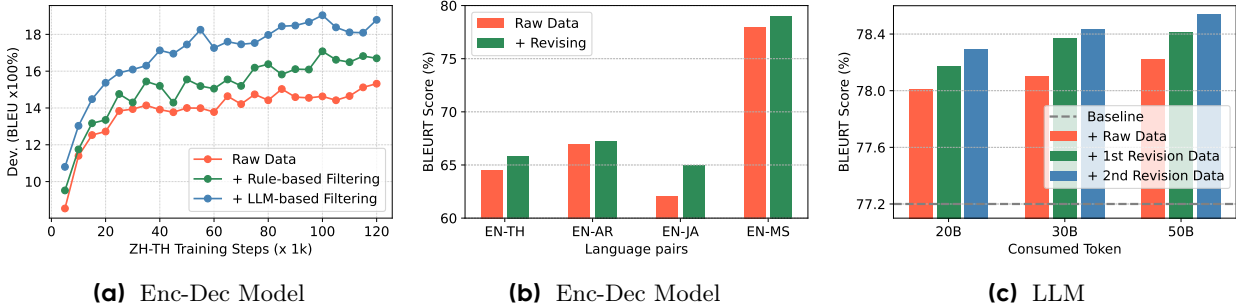 Dev. (BLEU x100%)
18
16
14
12
10
0
20
40
60
80
100
120
ZH-TH Training Steps (x 1k)
Raw Data
+ Rule-based Filtering
+ LLM-based Filtering
(a) Enc-Dec Model
BLEURT Score (%)
80
75
70
65
60
Raw Data
+ Revising
EN-TH
EN-AR
EN-JA
EN-MS
Language pairs
(b) Enc-Dec Model
BLEURT Score (%)
78.4
78.0
77.6
77.2
Baseline
+ Raw Data
+ 1st Revision Data
+ 2nd Revision Data
20B
30B
50B
Consumed Token
(c) LLM